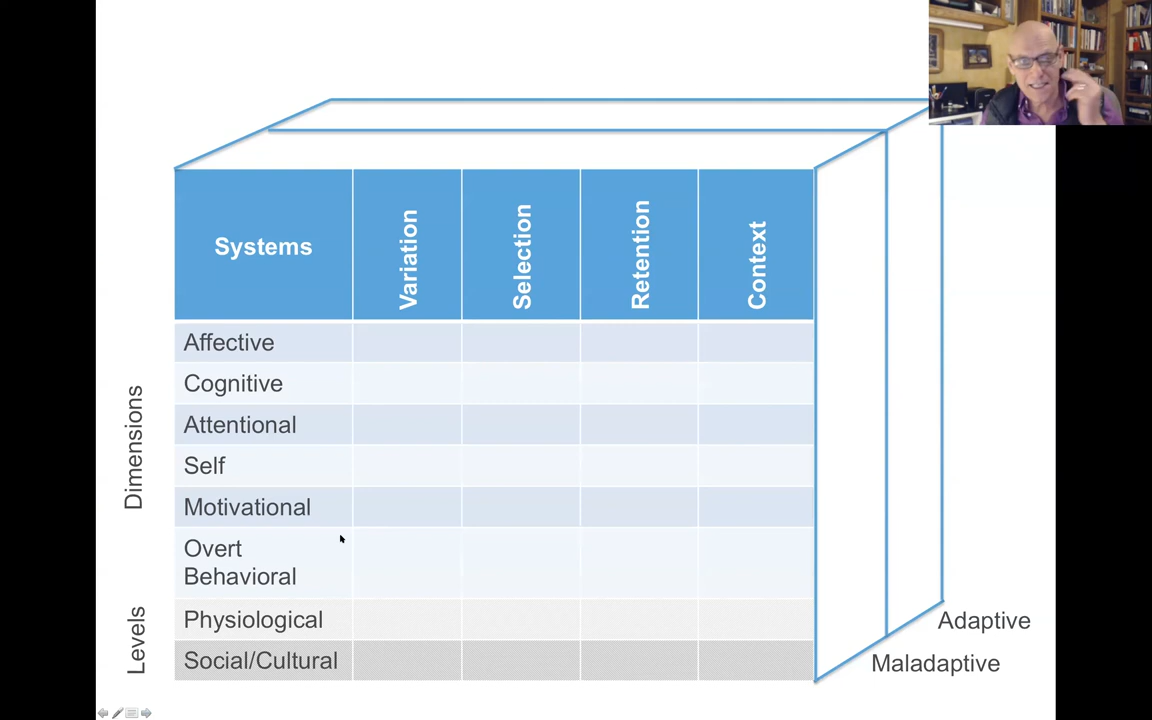 Systems
Variation
Selection
Retention
Context
Dimensions
Affective
Cognitive
Attentional
Self
Motivational
Overt
Behavioral
Levels
Physiological
Social/Cultural
Adaptive
Maladaptive